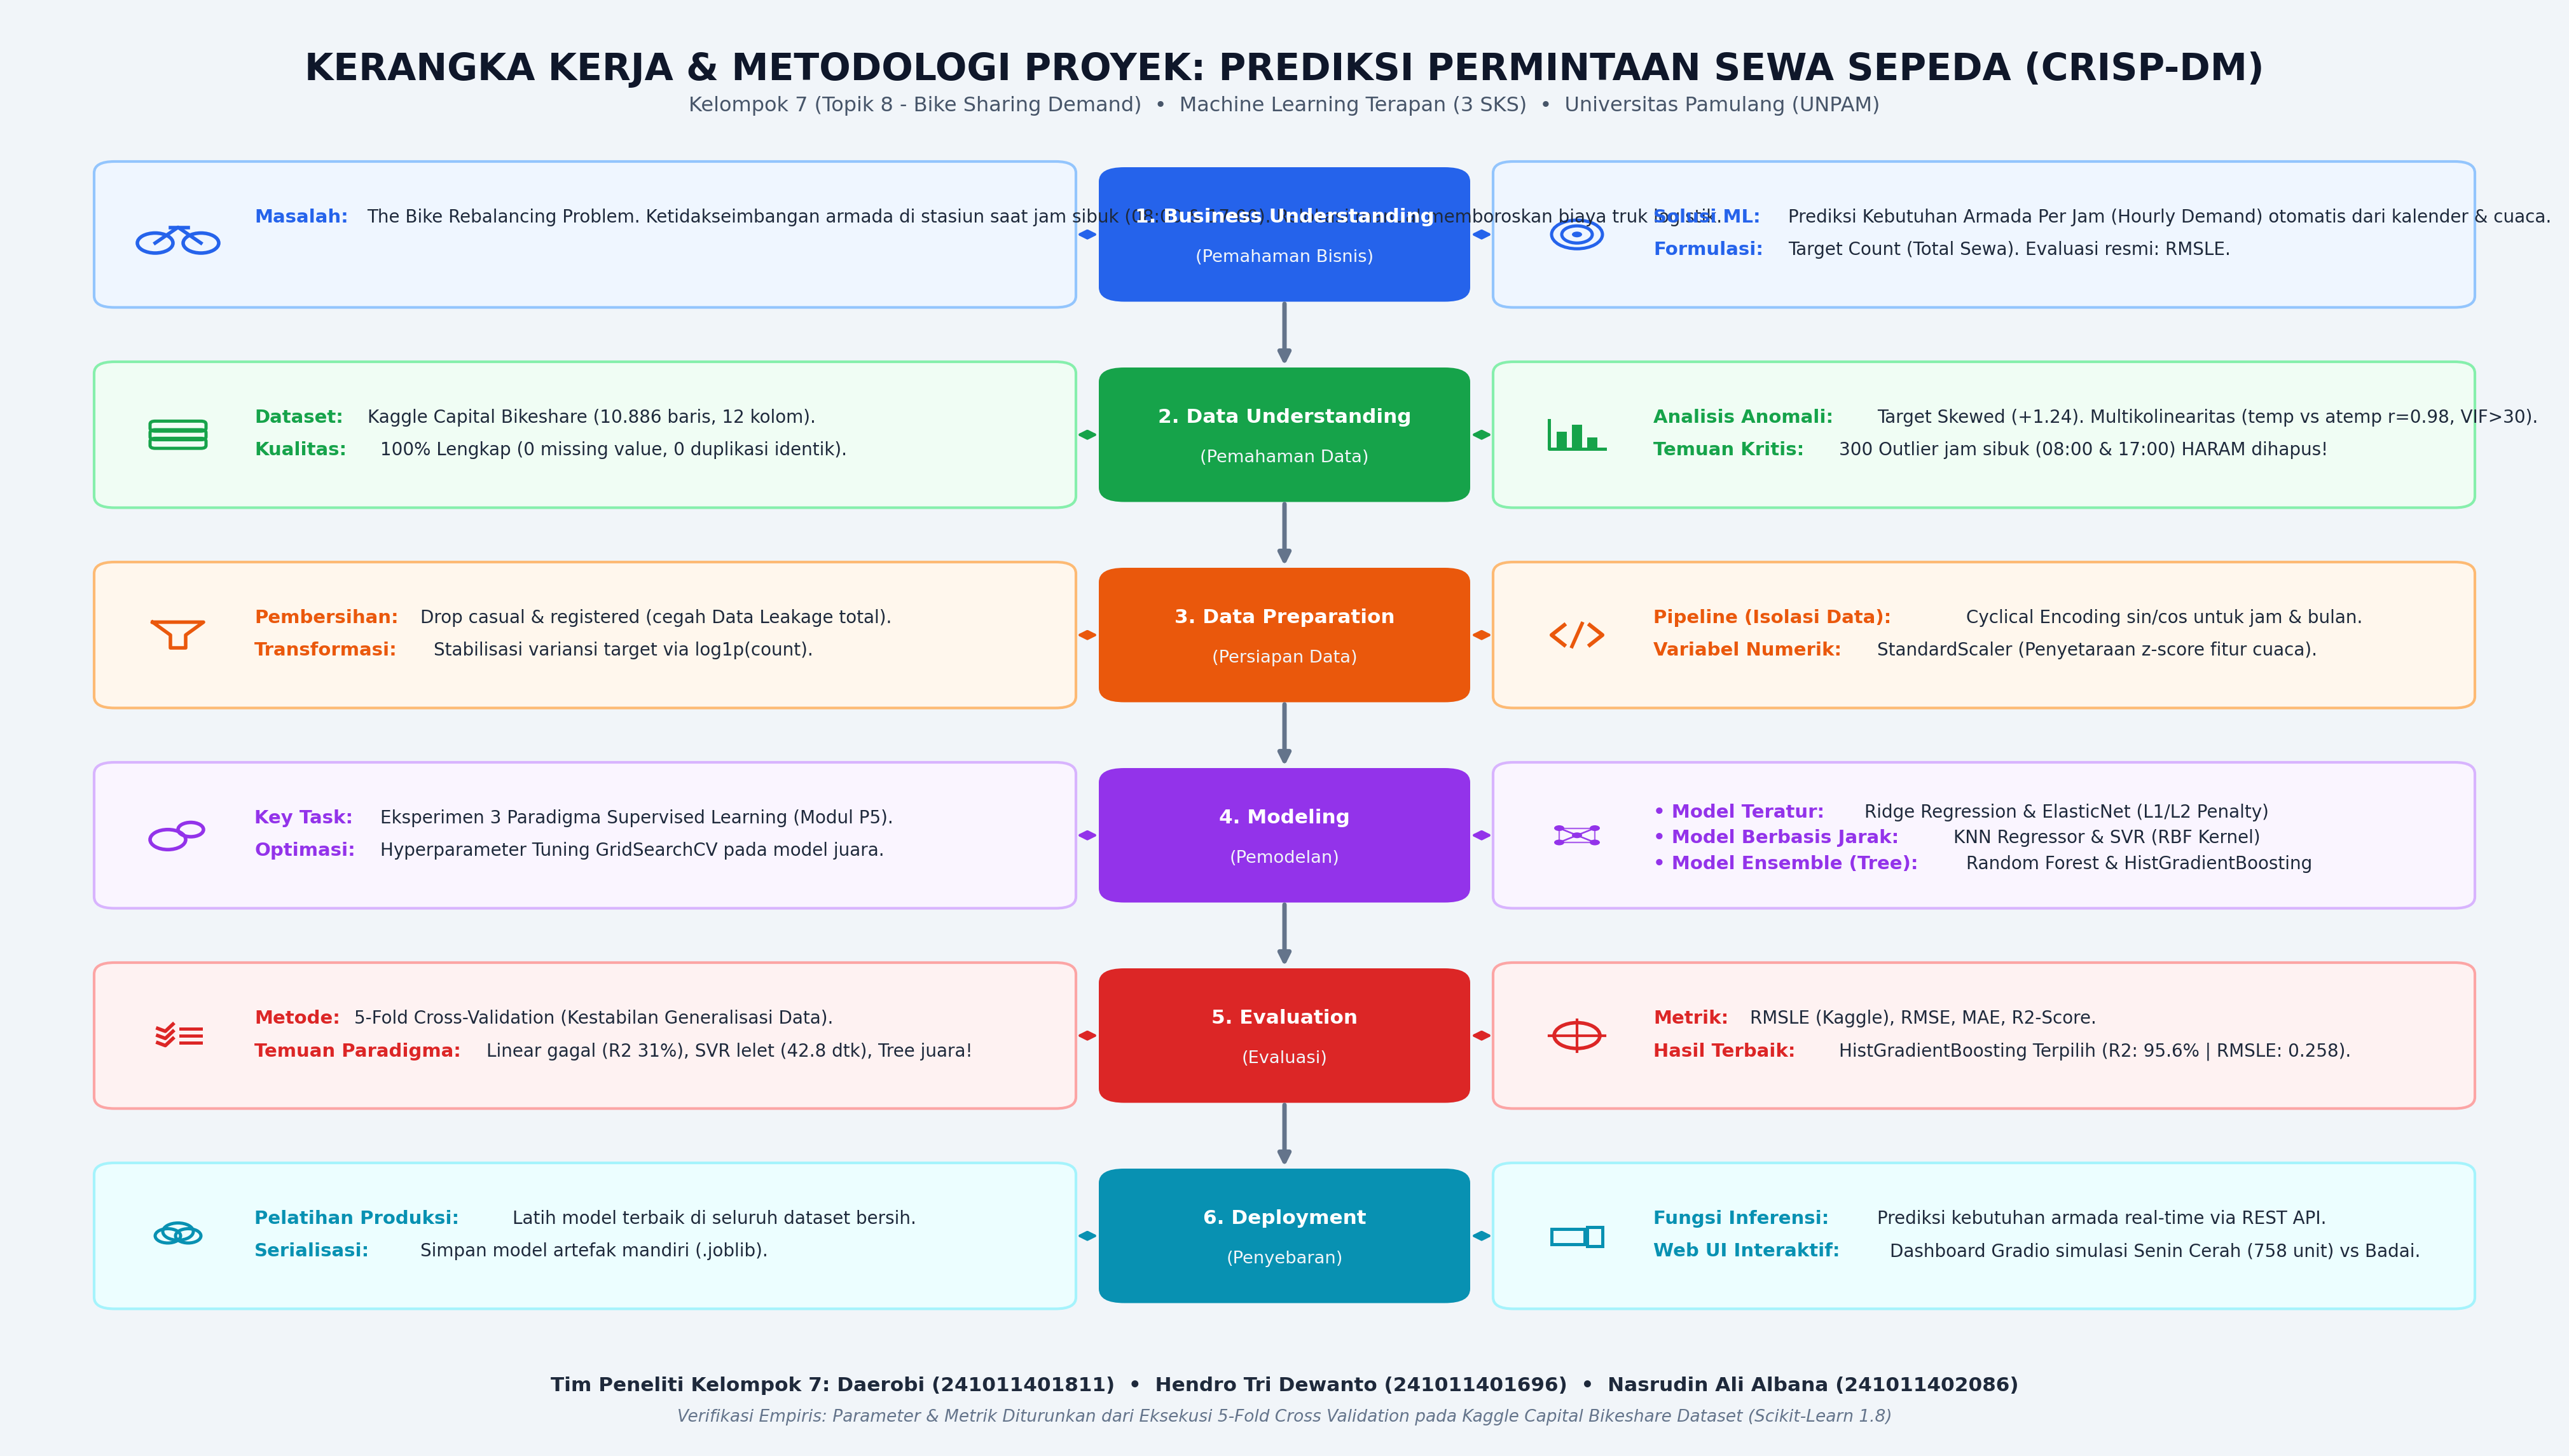 KERANGKA KERJA & METODOLOGI PROYEK: PREDIKSI PERMINTAAN SEWA SEPEDA (CRISP-DM)
Kelompok 7 (Topik 8 - Bike Sharing Demand) • Machine Learning Terapan (3 SKS) • Universitas Pamulang (UNPAM)
Masalah: The Bike Rebalancing Problem. Ketidakseimbangan armada di stasiun saat jam sibuk memboroskan biaya truk logistik.
1. Business Understanding
(Pemahaman Bisnis)
Solusi ML: Prediksi Kebutuhan Armada Per Jam (Hourly Demand) otomatis dari kalender & cuaca.
Formulasi: Target Count (Total Sewa). Evaluasi resmi: RMSLE.
Dataset: Kaggle Capital Bikeshare (10.886 baris, 12 kolom).
Kualitas: 100% Lengkap (0 missing value, 0 duplikasi identik).
2. Data Understanding
(Pemahaman Data)
Analisis Anomali: Target Skewed (+1.24). Multikolinearitas (temp vs atemp r=0.98, VIF>30).
Temuan Kritis: 300 Outlier jam sibuk (08:00 & 17:00) HARAM dihapus!
Pembersihan: Drop casual & registered (cegah Data Leakage total).
Transformasi: Stabilisasi variansi target via log1p(count).
3. Data Preparation
(Persiapan Data)
Pipeline (Isolasi Data): Cyclical Encoding sin/cos untuk jam & bulan.
Variabel Numerik: StandardScaler (Penyetaraan z-score fitur cuaca).
Key Task: Eksperimen 3 Paradigma Supervised Learning (Modul P5).
Optimasi: Hyperparameter Tuning GridSearchCV pada model juara.
4. Modeling
(Pemodelan)
• Model Teratur: Ridge Regression & ElasticNet (L1/L2 Penalty)
• Model Berbasis Jarak: KNN Regressor & SVR (RBF Kernel)
• Model Ensemble (Tree): Random Forest & HistGradientBoosting
Metode: 5-Fold Cross-Validation (Kestabilan Generalisasi Data).
Temuan Paradigma: Linear gagal (R2 31%), SVR lelet (42.8 dtk), Tree juara!
5. Evaluation
(Evaluasi)
Metrik: RMSLE (Kaggle), RMSE, MAE, R2-Score.
Hasil Terbaik: HistGradientBoosting Terpilih (R2: 95.6% | RMSLE: 0.258).
Pelatihan Produksi: Latih model terbaik di seluruh dataset bersih.
Serialisasi: Simpan model artefak mandiri (.joblib).
6. Deployment
(Penyebaran)
Fungsi Inferensi: Prediksi kebutuhan armada real-time via REST API.
Web UI Interaktif: Dashboard Gradio simulasi Senin Cerah (758 unit) vs Badai.
Tim Peneliti Kelompok 7: Daerobi (241011401811) • Hendro Tri Dewanto (241011401696) • Nasrudin Ali Albana (241011402086)
Verifikasi Empiris: Parameter & Metrik Diturunkan dari Eksekusi 5-Fold Cross Validation pada Kaggle Capital Bikeshare Dataset (Scikit-Learn 1.8)